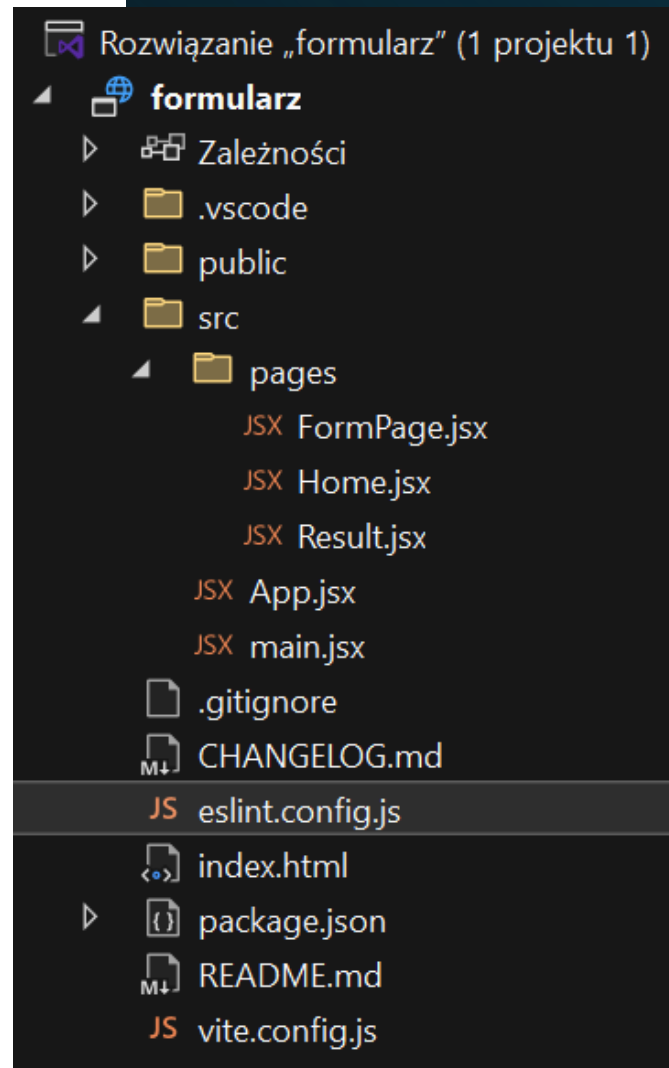 Rozwiązanie „formularz” (1 projektu 1)
formularz
Zależności
.vscode
public
src
pages
JSX FormPage.jsx
JSX Home.jsx
JSX Result.jsx
JSX App.jsx
JSX main.jsx
.gitignore
M↓ CHANGELOG.md
JS eslint.config.js
index.html
package.json
M↓ README.md
JS vite.config.js